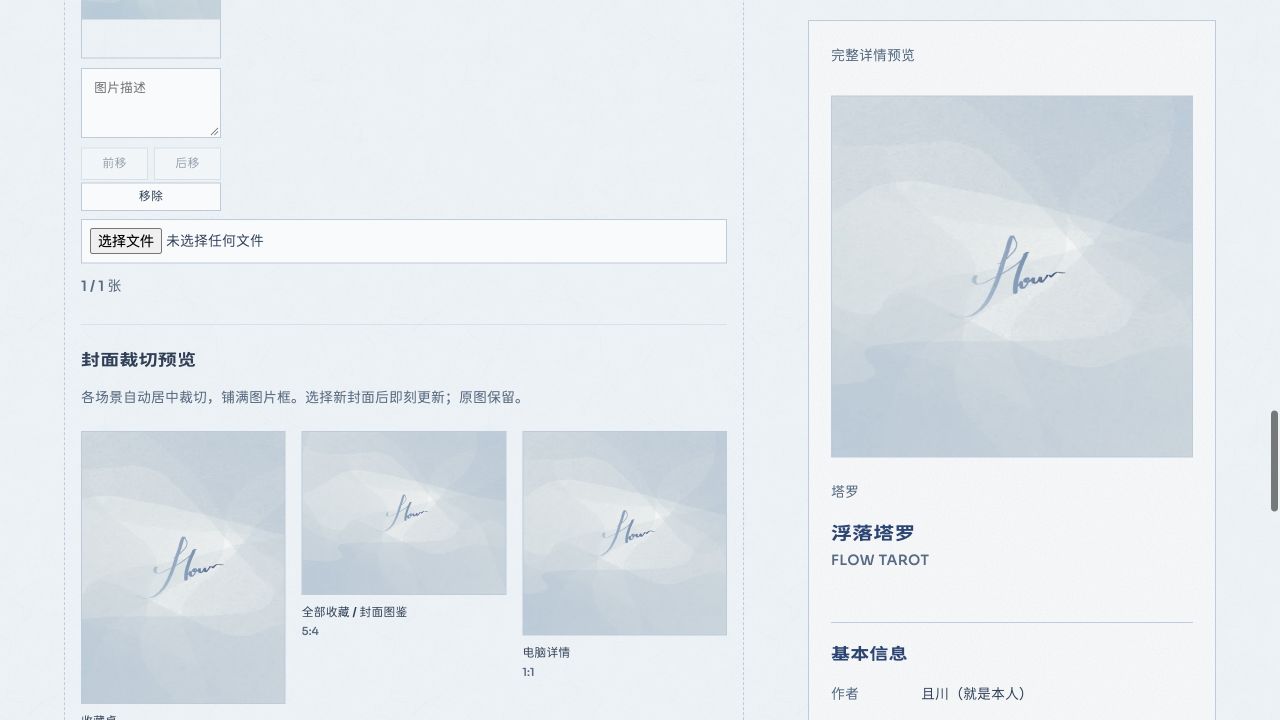 图片描述
前移
后移
移除
选择文件 未选择任何文件
1 / 1 张
封面裁切预览
各场景自动居中裁切，铺满图片框。选择新封面后即刻更新；原图保留。
flow
flow
flow
全部收藏 / 封面图鉴
5:4
电脑详情
1:1
完整详情预览
flow
塔罗
浮落塔罗
FLOW TAROT
基本信息
作者 且川（就是本人）